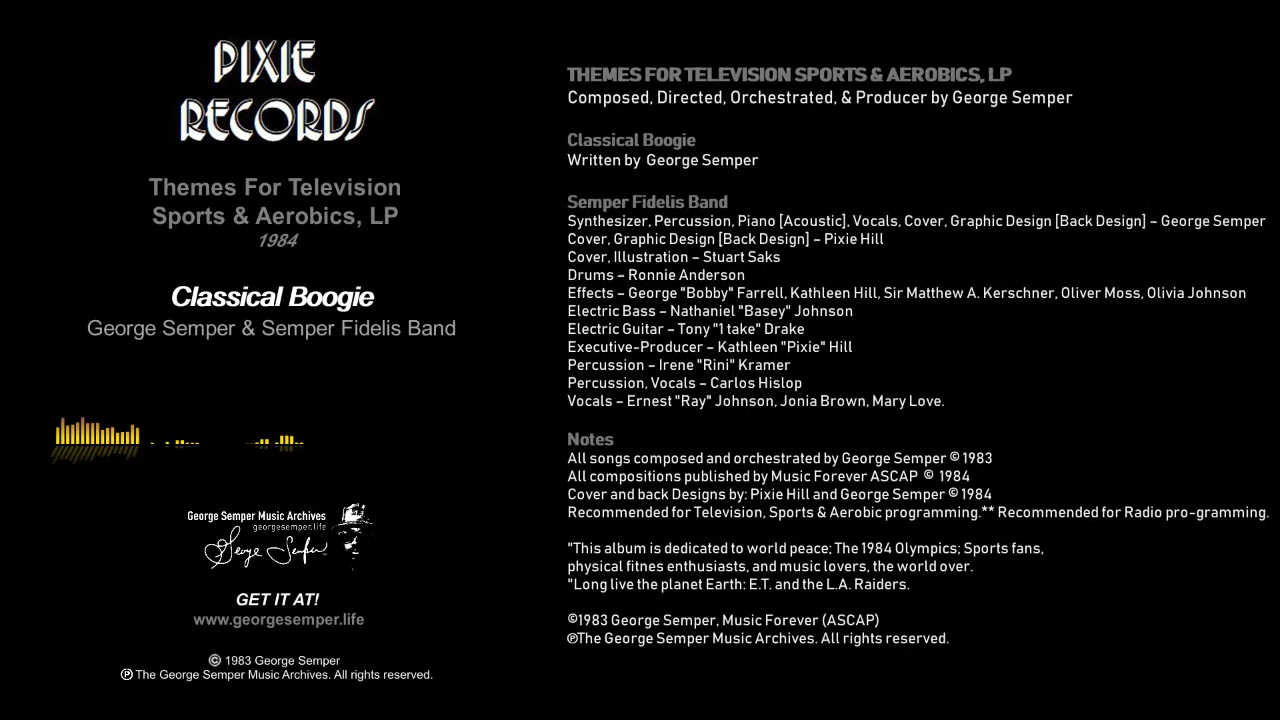 PIXIE
RECORDS
Themes For Television
Sports & Aerobics, LP
1984
Classical Boogie
George Semper & Semper Fidelis Band
George Semper Music Archives
georgesemper.life
George Semper
GET IT AT!
www.georgesemper.life
© 1983 George Semper
℗ The George Semper Music Archives. All rights reserved.
THEMES FOR TELEVISION SPORTS & AEROBICS, LP
Composed, Directed, Orchestrated, & Producer by George Semper
Classical Boogie
Written by George Semper
Semper Fidelis Band
Synthesizer, Percussion, Piano [Acoustic], Vocals, Cover, Graphic Design [Back Design] – George Semper
Cover, Graphic Design [Back Design] – Pixie Hill
Cover, Illustration – Stuart Saks
Drums – Ronnie Anderson
Effects – George "Bobby" Farrell, Kathleen Hill, Sir Matthew A. Kerschner, Oliver Moss, Olivia Johnson
Electric Bass – Nathaniel "Basey" Johnson
Electric Guitar – Tony "1 take" Drake
Executive-Producer – Kathleen "Pixie" Hill
Percussion – Irene "Rini" Kramer
Percussion, Vocals – Carlos Hislop
Vocals – Ernest "Ray" Johnson, Jonia Brown, Mary Love.
Notes
All songs composed and orchestrated by George Semper © 1983
All compositions published by Music Forever ASCAP © 1984
Cover and back Designs by: Pixie Hill and George Semper © 1984
Recommended for Television, Sports & Aerobic programming.** Recommended for Radio pro-gramming.
"This album is dedicated to world peace; The 1984 Olympics; Sports fans,
physical fitnes enthusiasts, and music lovers, the world over.
"Long live the planet Earth: E.T. and the L.A. Raiders.
©1983 George Semper, Music Forever (ASCAP)
℗The George Semper Music Archives. All rights reserved.